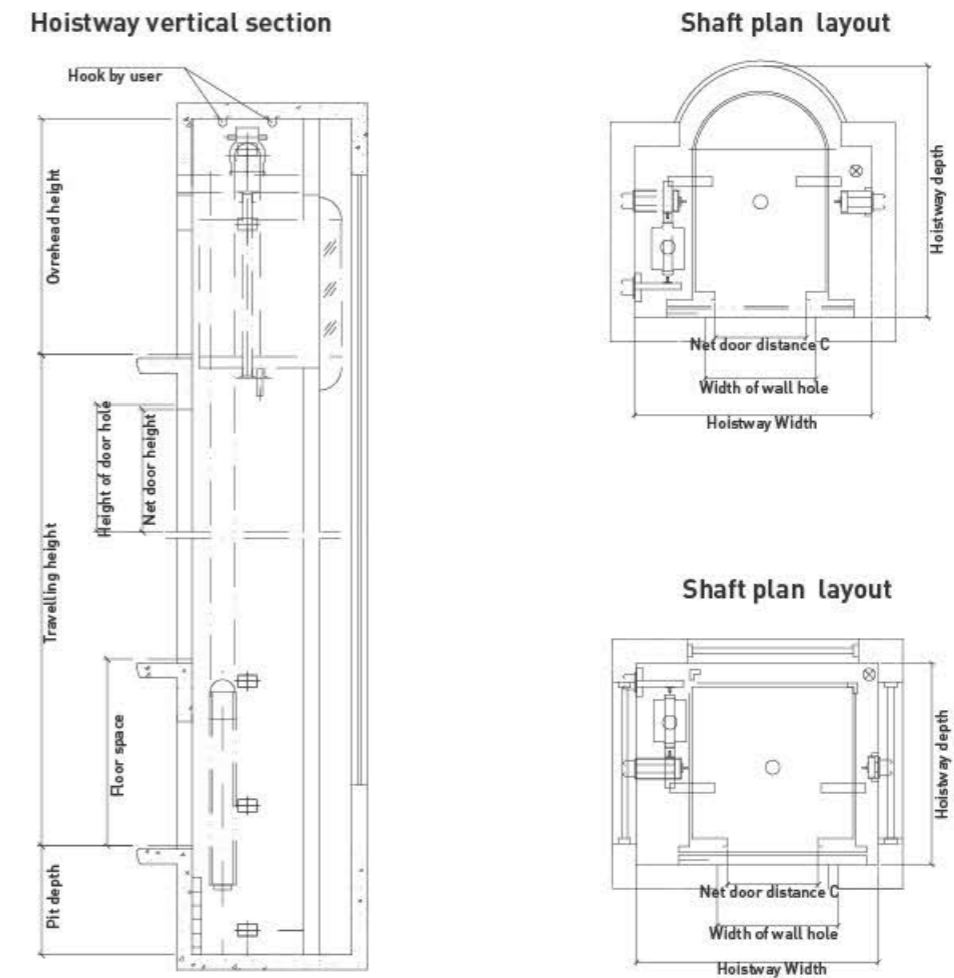 Hoistway vertical section
Hook by user
Ovrehead height
Height of door hole
Net door height
Travelling height
Floor space
Pit depth
Shaft plan layout
Hoistway depth
Net door distance C
Width of wall hole
Hoistway Width
Shaft plan layout
Hoistway depth
Net door distance C
Width of wall hole
Hoistway Width